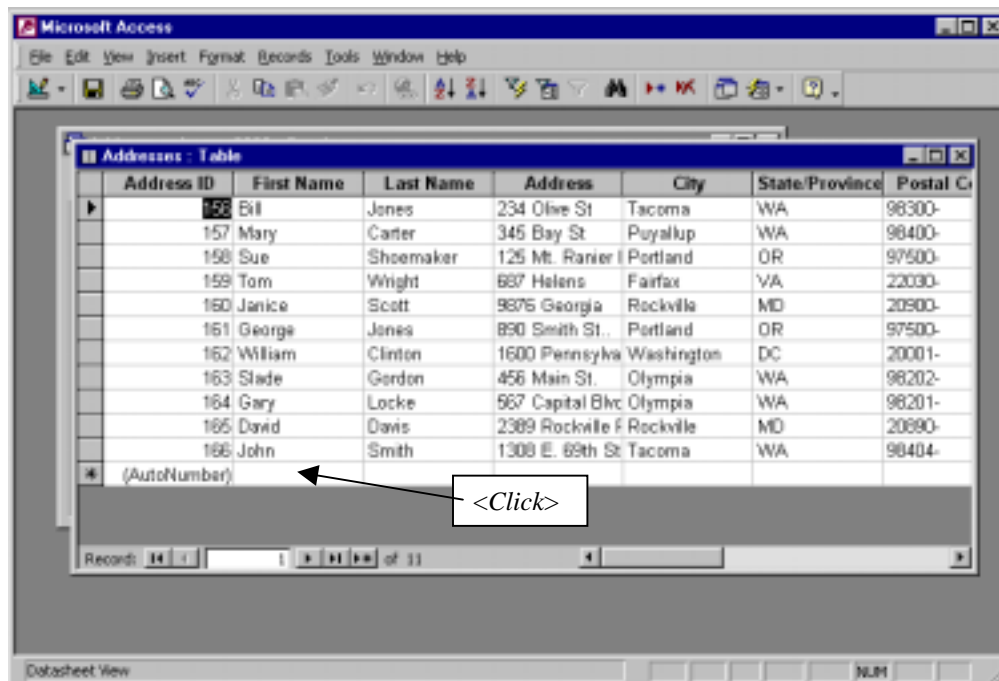 Microsoft Access
File Edit View Insert Format Records Tools Window Help
Addresses : Table
Address ID First Name Last Name Address City State/Province Postal C
156 Bill Jones 234 Olive St Tacoma WA 98300-
157 Mary Carter 345 Bay St Puyallup WA 98400-
158 Sue Shoemaker 125 Mt. Ranier Portland OR 97500-
159 Tom Wright 687 Helens Fairfax VA 22030-
160 Janice Scott 9876 Georgia Rockville MD 20900-
161 George Jones 890 Smith St.. Portland OR 97500-
162 William Clinton 1600 Pennsylva Washington DC 20001-
163 Slade Gordon 456 Main St. Olympia WA 98202-
164 Gary Locke 567 Capital Blvd Olympia WA 98201-
165 David Davis 2389 Rockville Rockville MD 20890-
166 John Smith 1308 E. 69th St Tacoma WA 98404-
(AutoNumber)
<Click>
Record: 1 of 11
Datasheet View NUM